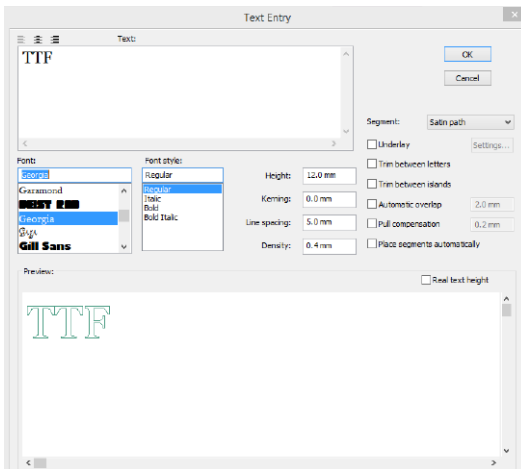 Text Entry
Text:
TTF
OK
Cancel
Segment: Satin path
Underlay Settings...
Trim between letters
Trim between islands
Automatic overlap 2.0 mm
Pull compensation 0.2 mm
Place segments automatically
Font:
Georgia
Garamond
Georgia
Gigi
Gill Sans
Font style:
Regular
Regular
Italic
Bold
Bold Italic
Height: 12.0 mm
Kerning: 0.0 mm
Line spacing: 5.0 mm
Density: 0.4 mm
Preview:
Real text height
TTF